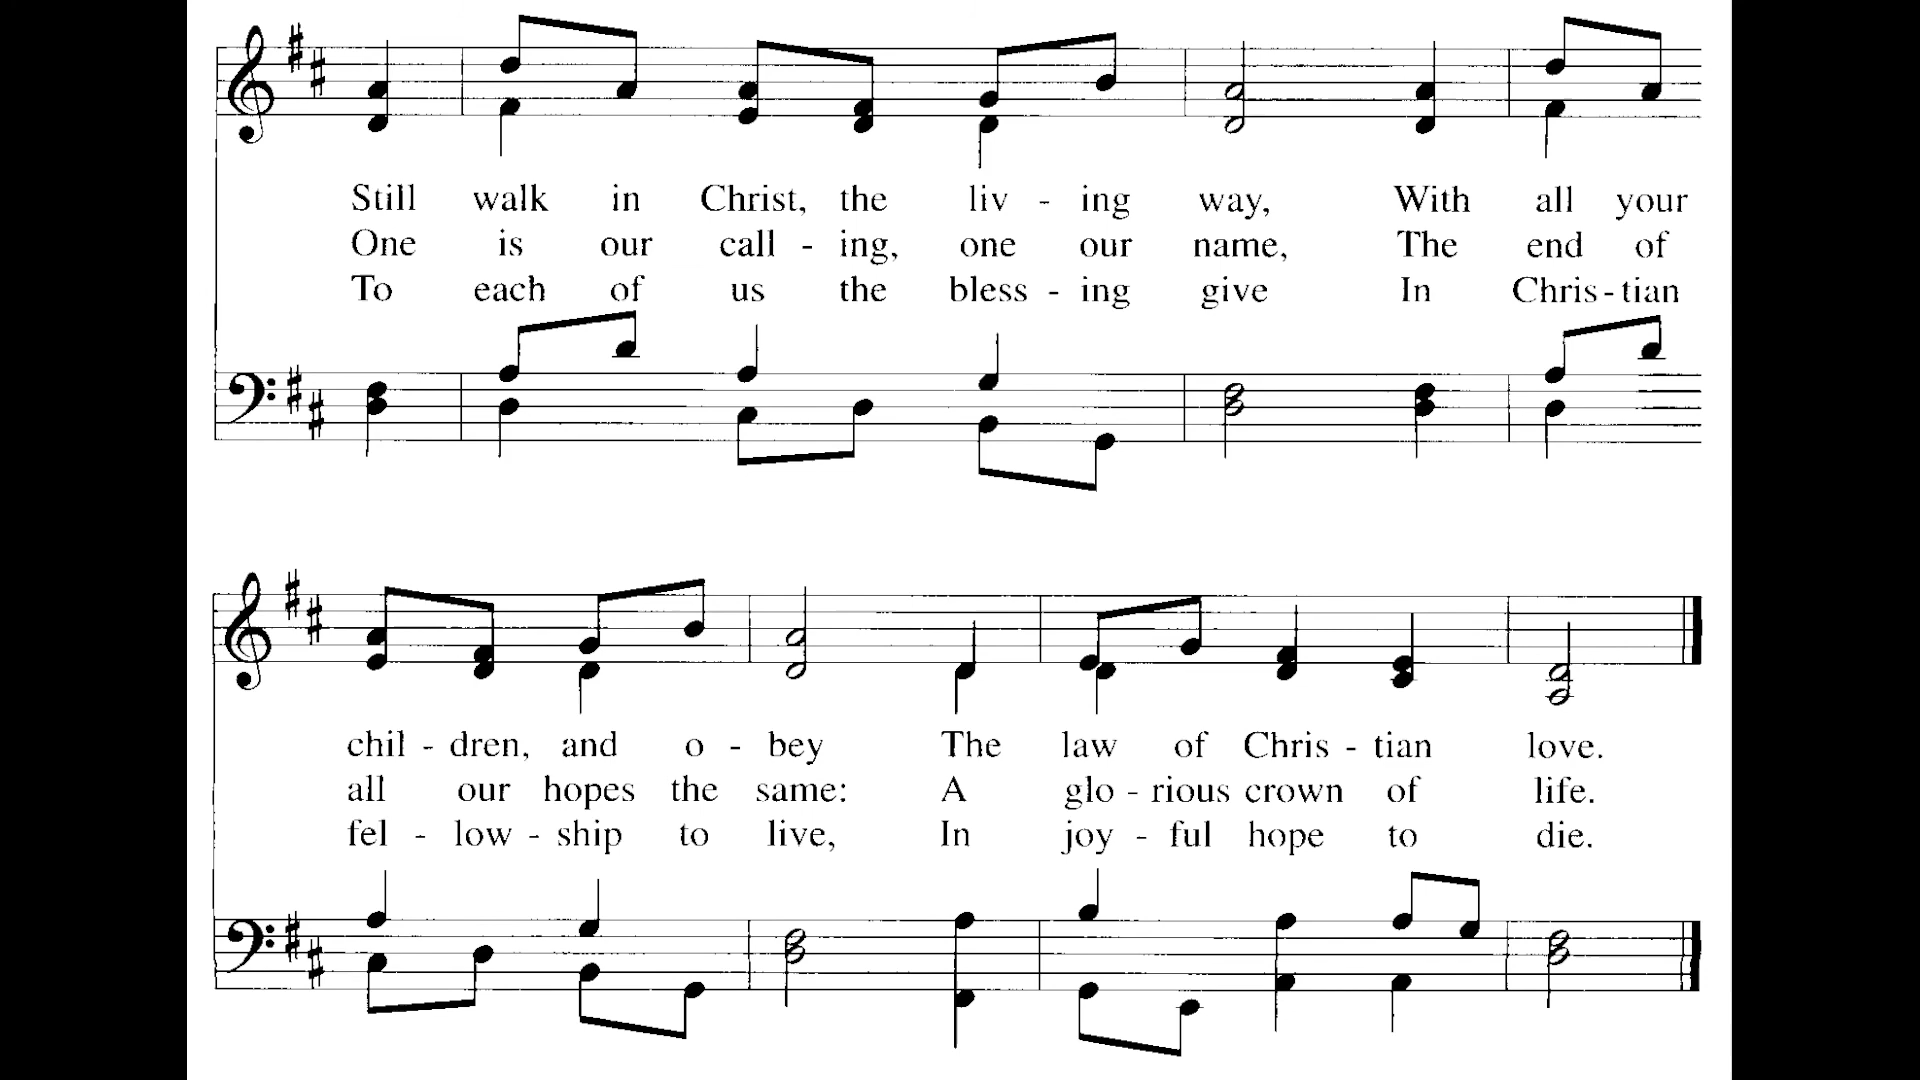 Still walk in Christ, the liv - ing way, With all your
One is our call - ing, one our name, The end of
To each of us the bless - ing give In Chris - tian
chil - dren, and o - bey The law of Chris - tian love.
all our hopes the same: A glo - rious crown of life.
fel - low - ship to live, In joy - ful hope to die.